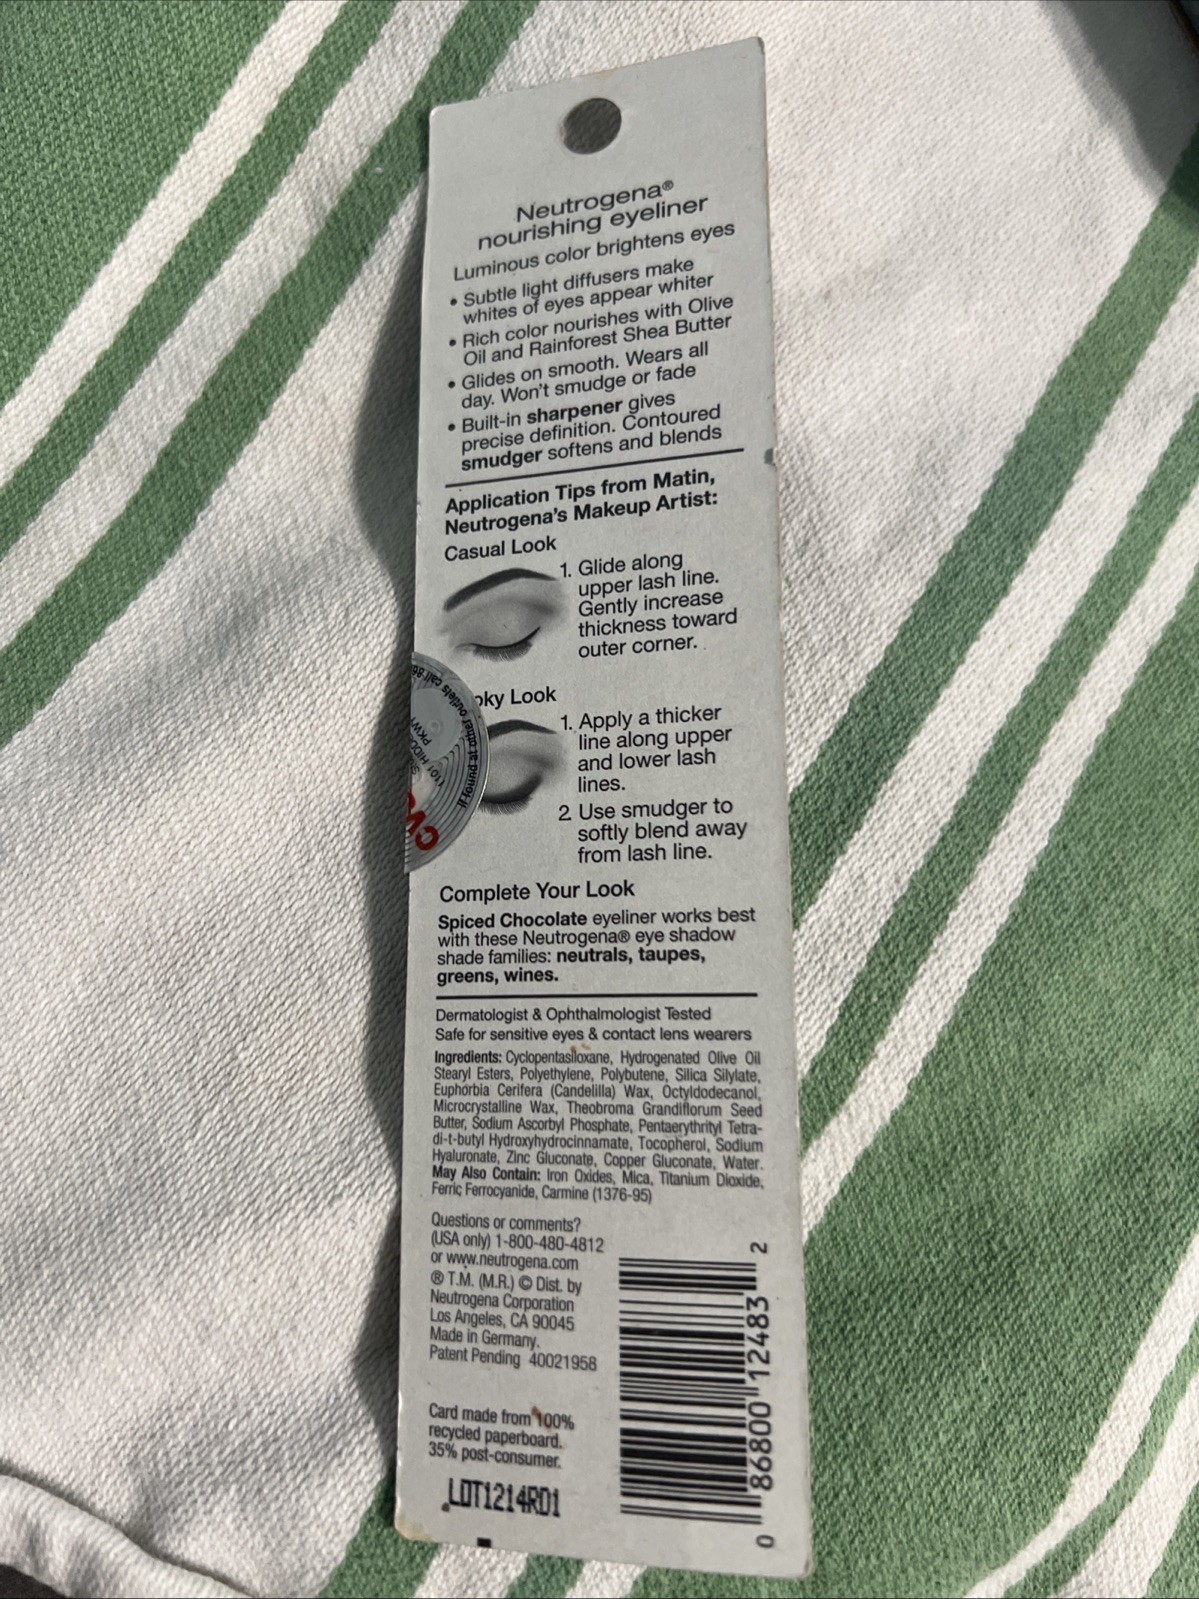 Neutrogena®
nourishing eyeliner
Luminous color brightens eyes
• Subtle light diffusers make
whites of eyes appear whiter
• Rich color nourishes with Olive
Oil and Rainforest Shea Butter
• Glides on smooth. Wears all
day. Won't smudge or fade
• Built-in sharpener gives
precise definition. Contoured
smudger softens and blends
Application Tips from Matin,
Neutrogena's Makeup Artist:
Casual Look
1. Glide along
upper lash line.
Gently increase
thickness toward
outer corner.
oky Look
1. Apply a thicker
line along upper
and lower lash
lines.
2. Use smudger to
softly blend away
from lash line.
If found at other outlets call:
1101
PKWY
CV
Complete Your Look
Spiced Chocolate eyeliner works best
with these Neutrogena® eye shadow
shade families: neutrals, taupes,
greens, wines.
Dermatologist & Ophthalmologist Tested
Safe for sensitive eyes & contact lens wearers
Ingredients: Cyclopentasiloxane, Hydrogenated Olive Oil
Stearyl Esters, Polyethylene, Polybutene, Silica Silylate,
Euphorbia Cerifera (Candelilla) Wax, Octyldodecanol,
Microcrystalline Wax, Theobroma Grandiflorum Seed
Butter, Sodium Ascorbyl Phosphate, Pentaerythrityl Tetra-
di-t-butyl Hydroxyhydrocinnamate, Tocopherol, Sodium
Hyaluronate, Zinc Gluconate, Copper Gluconate, Water.
May Also Contain: Iron Oxides, Mica, Titanium Dioxide,
Ferric Ferrocyanide, Carmine (1376-95)
Questions or comments?
(USA only) 1-800-480-4812
or www.neutrogena.com
® T.M. (M.R.) © Dist. by
Neutrogena Corporation
Los Angeles, CA 90045
Made in Germany.
Patent Pending 40021958
Card made from 100%
recycled paperboard.
35% post-consumer.
LOT1214RD1
0 86800 12483 2